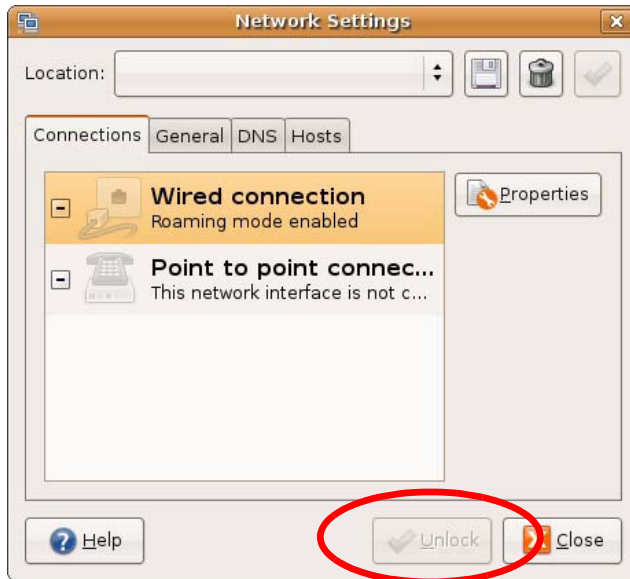 Network Settings
Location:
Connections General DNS Hosts
Wired connection
Roaming mode enabled
Properties
Point to point connec...
This network interface is not c...
Help Unlock Close